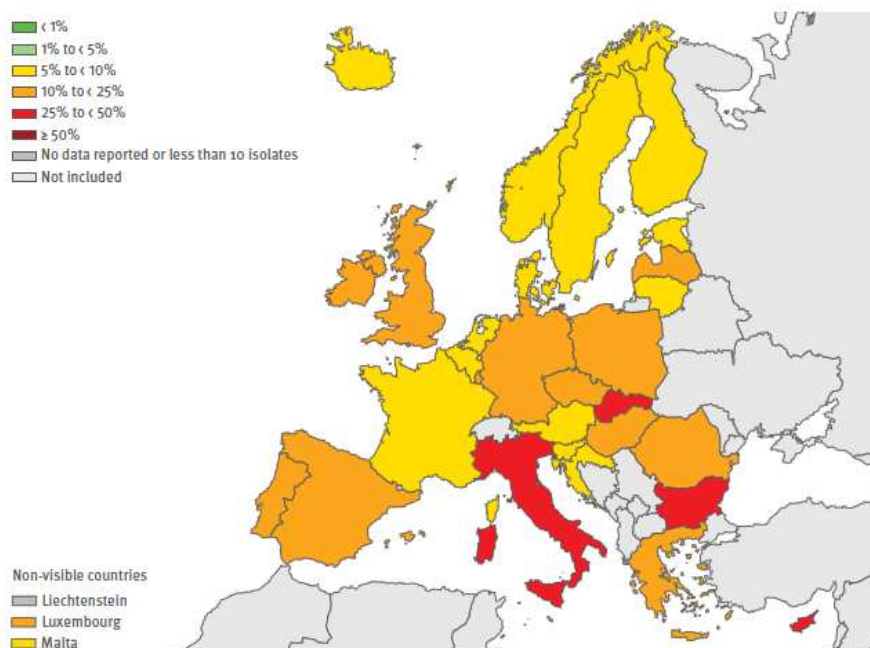 < 1%
1% to < 5%
5% to < 10%
10% to < 25%
25% to < 50%
≥ 50%
No data reported or less than 10 isolates
Not included
Non-visible countries
Liechtenstein
Luxembourg
Malta